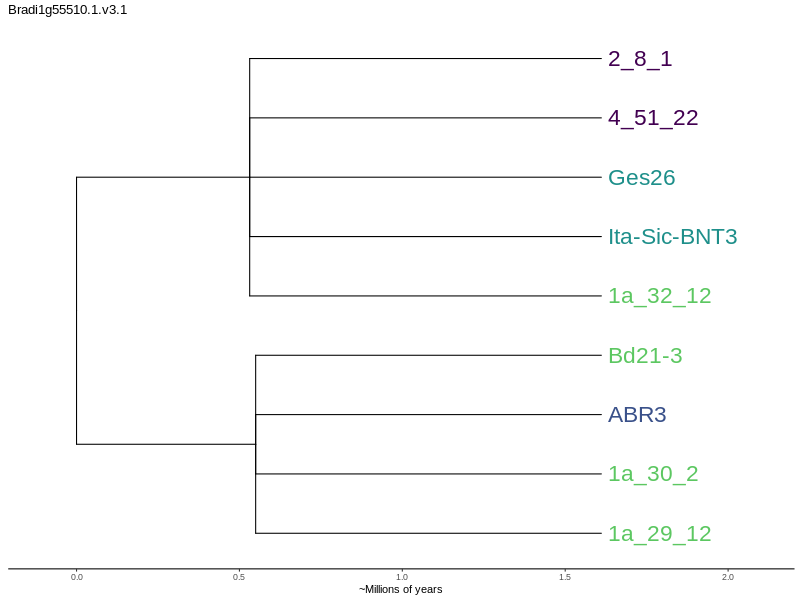 Bradi1g55510.1.v3.1
2_8_1
4_51_22
Ges26
Ita-Sic-BNT3
1a_32_12
Bd21-3
ABR3
1a_30_2
1a_29_12
0.0 0.5 1.0 1.5 2.0
~Millions of years